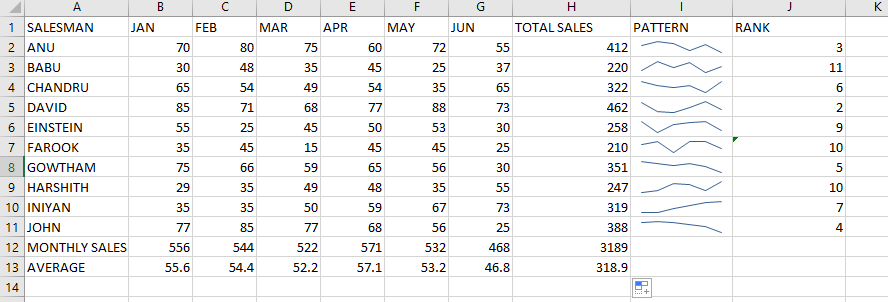 A B C D E F G H I J K
1 SALESMAN JAN FEB MAR APR MAY JUN TOTAL SALES PATTERN RANK
2 ANU 70 80 75 60 72 55 412 3
3 BABU 30 48 35 45 25 37 220 11
4 CHANDRU 65 54 49 54 35 65 322 6
5 DAVID 85 71 68 77 88 73 462 2
6 EINSTEIN 55 25 45 50 53 30 258 9
7 FAROOK 35 45 15 45 45 25 210 10
8 GOWTHAM 75 66 59 65 56 30 351 5
9 HARSHITH 29 35 49 48 35 55 247 10
10 INIYAN 35 35 50 59 67 73 319 7
11 JOHN 77 85 77 68 56 25 388 4
12 MONTHLY SALES 556 544 522 571 532 468 3189
13 AVERAGE 55.6 54.4 52.2 57.1 53.2 46.8 318.9
14